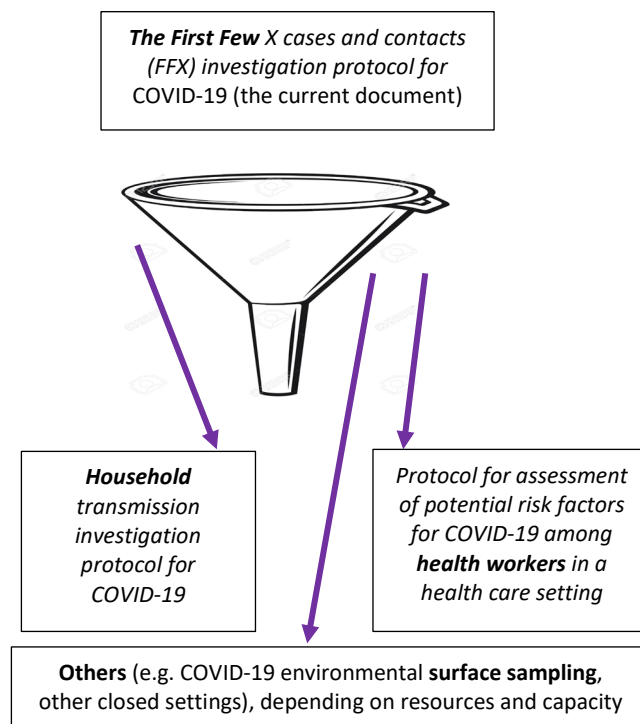 The First Few X cases and contacts
(FFX) investigation protocol for
COVID-19 (the current document)
Household
transmission
investigation
protocol for
COVID-19
Protocol for assessment
of potential risk factors
for COVID-19 among
health workers in a
health care setting
Others (e.g. COVID-19 environmental surface sampling,
other closed settings), depending on resources and capacity